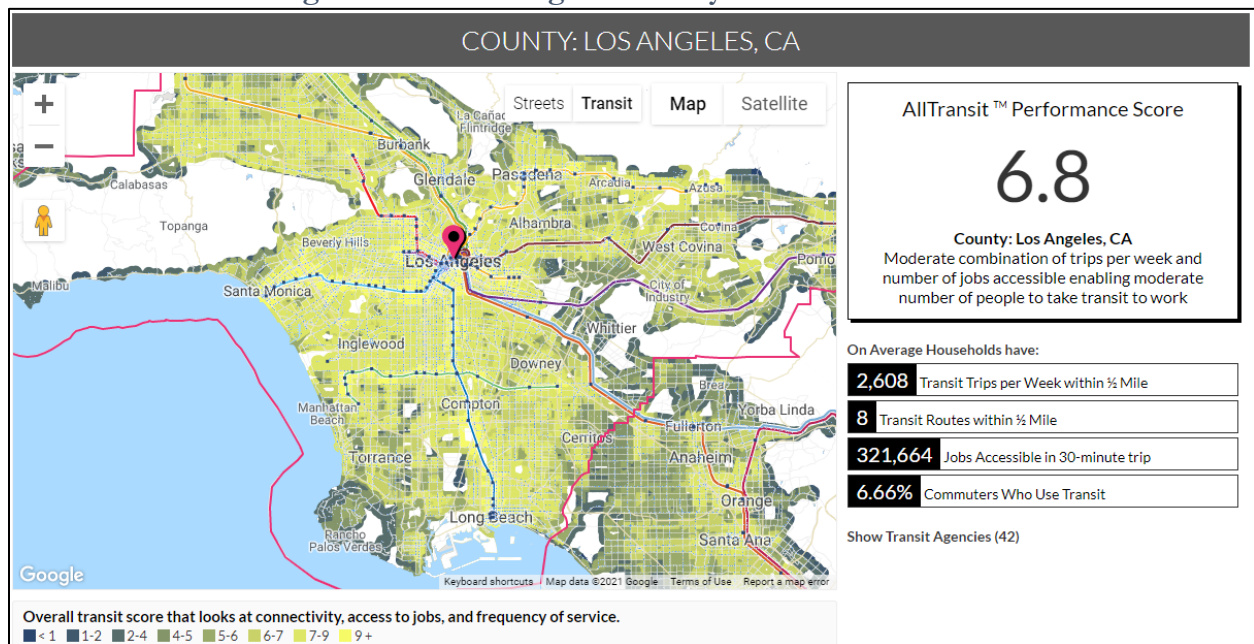 COUNTY: LOS ANGELES, CA
Streets Transit Map Satellite
La Cañad
Flintridge
Burbank
Glendale
Pasadena
Arcadia
Azusa
Calabasas
Topanga
Alhambra
Covina
Beverly Hills
West Covina
Los Angeles
Pomo
Malibu
Santa Monica
City of
Industry
Whittier
Inglewood
Downey
Brea
Manhattan
Beach
Compton
Yorba Linda
Fullerton
Cerritos
Torrance
Anaheim
Orange
Long Beach
Rancho
Palos Verdes
Santa Ana
Google
Keyboard shortcuts Map data ©2021 Google Terms of Use Report a map error
Overall transit score that looks at connectivity, access to jobs, and frequency of service.
< 1 1-2 2-4 4-5 5-6 6-7 7-9 9 +
AllTransit ™ Performance Score
6.8
County: Los Angeles, CA
Moderate combination of trips per week and
number of jobs accessible enabling moderate
number of people to take transit to work
On Average Households have:
2,608 Transit Trips per Week within ½ Mile
8 Transit Routes within ½ Mile
321,664 Jobs Accessible in 30-minute trip
6.66% Commuters Who Use Transit
Show Transit Agencies (42)